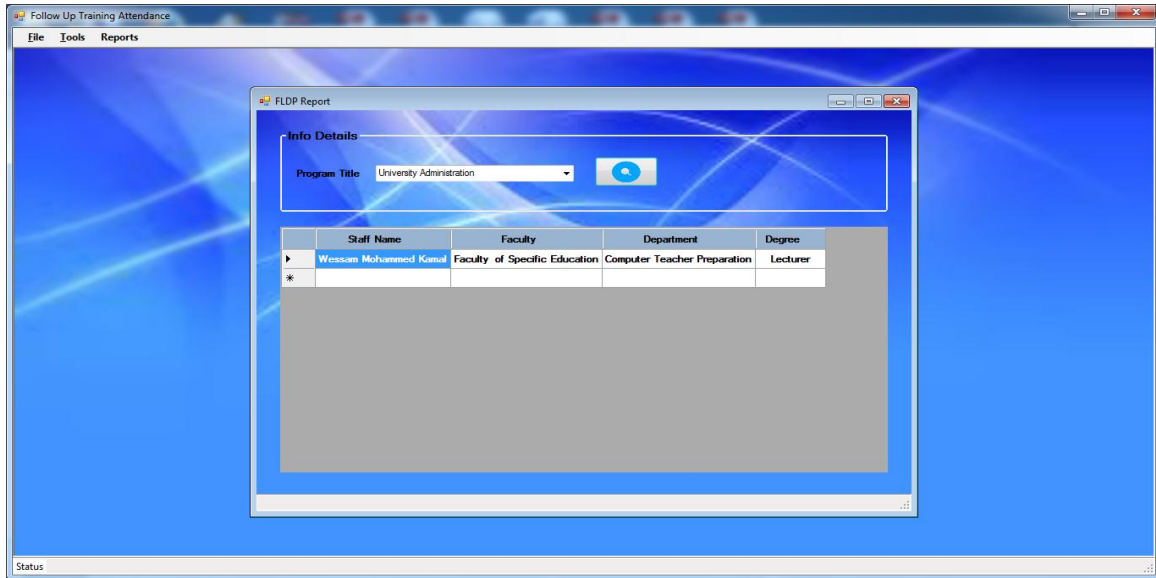 Follow Up Training Attendance
File Tools Reports
FLDP Report
Info Details
Program Title University Administration
Staff Name Faculty Department Degree
Wessam Mohammed Kamal Faculty of Specific Education Computer Teacher Preparation Lecturer
Status